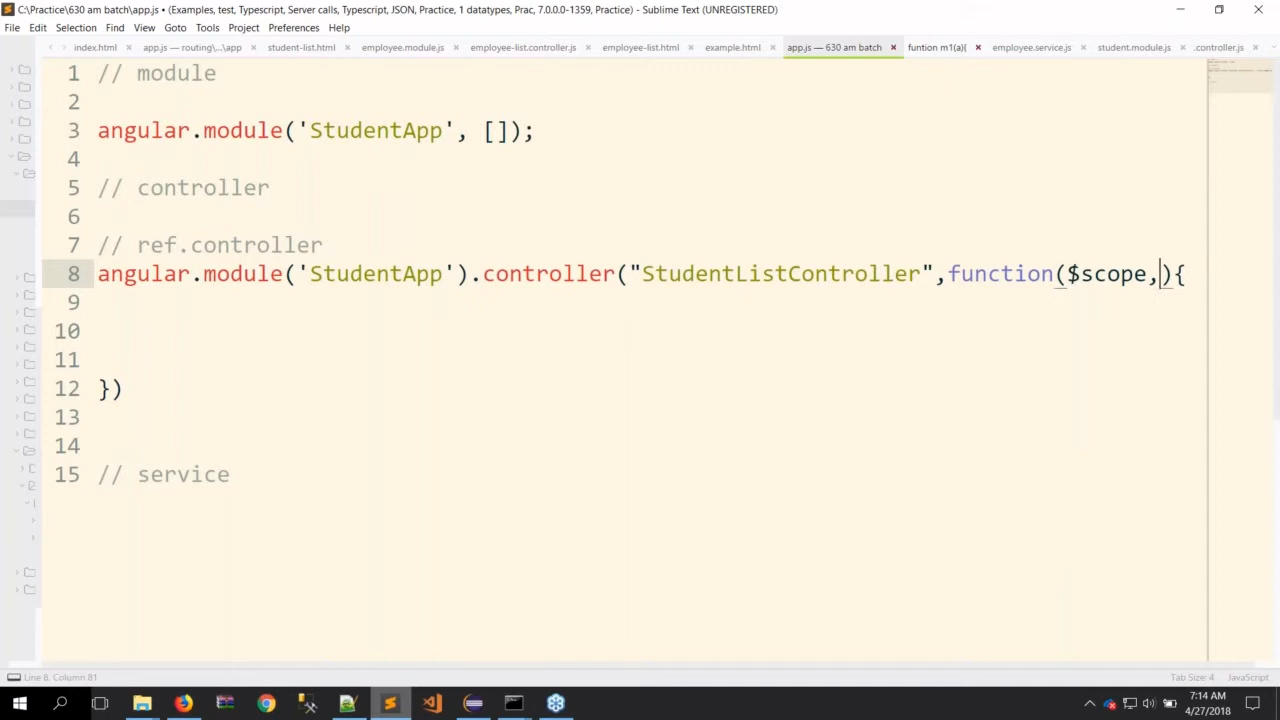 C:\Practice\630 am batch\app.js • (Examples, test, Typescript, Server calls, Typescript, JSON, Practice, 1 datatypes, Prac, 7.0.0.0-1359, Practice) - Sublime Text (UNREGISTERED)
File Edit Selection Find View Goto Tools Project Preferences Help
index.html app.js — routing\...\app student-list.html employee.module.js employee-list.controller.js employee-list.html example.html app.js — 630 am batch funtion m1(a){ employee.service.js student.module.js .controller.js
1 // module
2
3 angular.module('StudentApp', []);
4
5 // controller
6
7 // ref.controller
8 angular.module('StudentApp').controller("StudentListController",function($scope,){
9
10
11
12 })
13
14
15 // service
Line 8, Column 81 Tab Size: 4 JavaScript
7:14 AM
4/27/2018